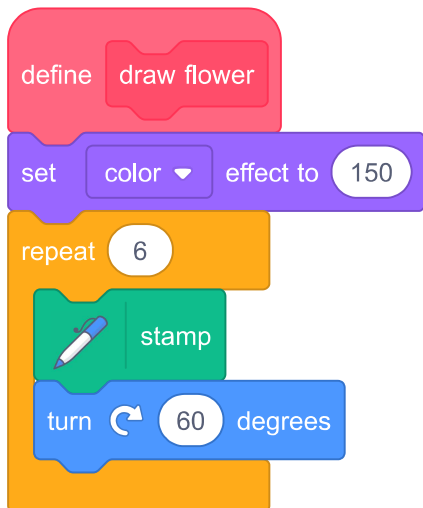 define draw flower
set color effect to 150
repeat 6
stamp
turn 60 degrees